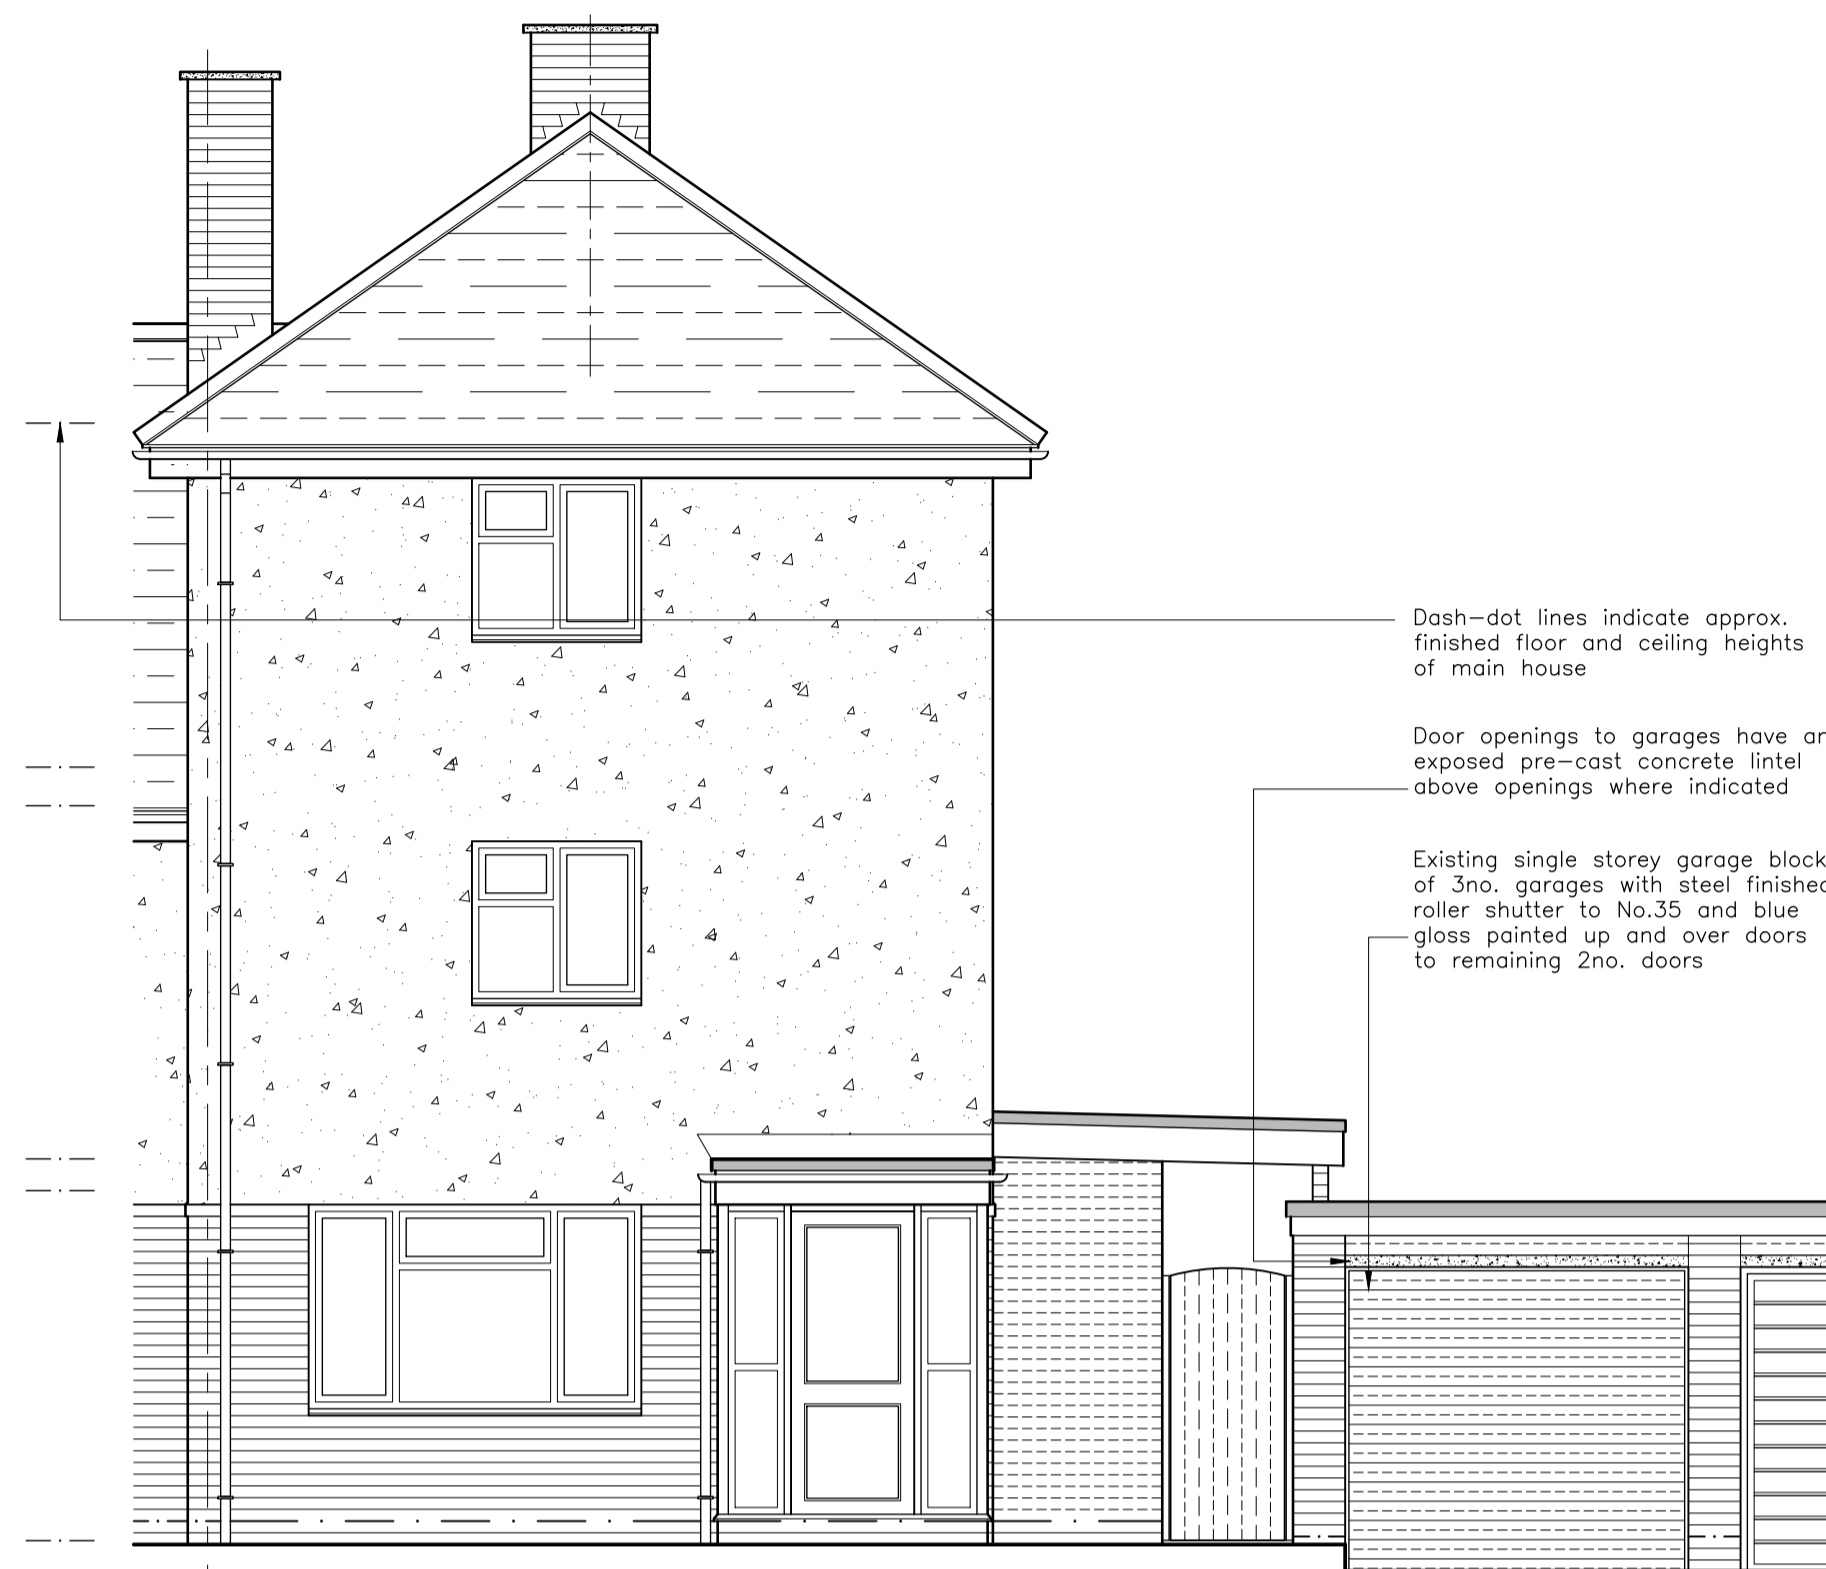 Dash-dot lines indicate approx.
finished floor and ceiling heights
of main house
Door openings to garages have
exposed pre-cast concrete lintel
above openings where indicated
Existing single storey garage block
of 3no. garages with steel finished
roller shutter to No.35 and blue
gloss painted up and over doors
to remaining 2no. doors